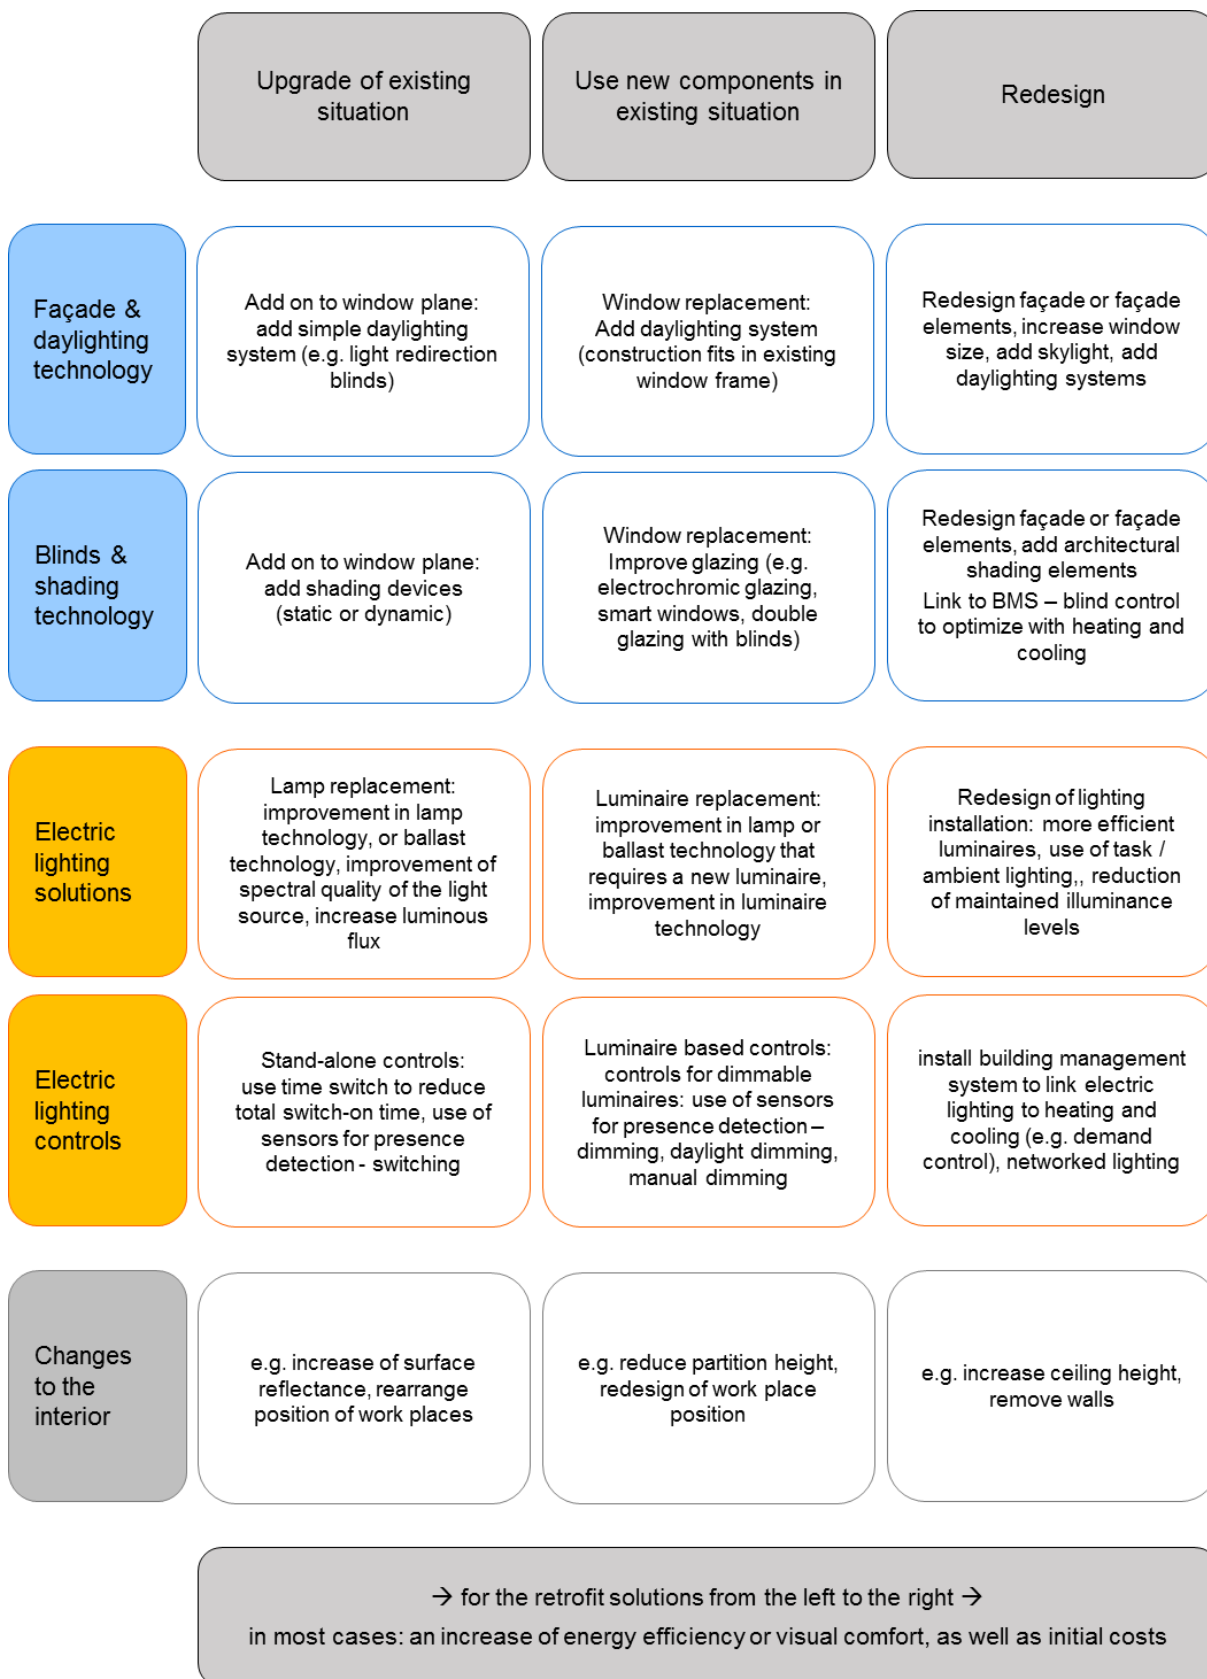 Upgrade of existing
situation
Use new components in
existing situation
Redesign
Façade &
daylighting
technology
Add on to window plane:
add simple daylighting
system (e.g. light redirection
blinds)
Window replacement:
Add daylighting system
(construction fits in existing
window frame)
Redesign façade or façade
elements, increase window
size, add skylight, add
daylighting systems
Blinds &
shading
technology
Add on to window plane:
add shading devices
(static or dynamic)
Window replacement:
Improve glazing (e.g.
electrochromic glazing,
smart windows, double
glazing with blinds)
Redesign façade or façade
elements, add architectural
shading elements
Link to BMS – blind control
to optimize with heating and
cooling
Electric
lighting
solutions
Lamp replacement:
improvement in lamp
technology, or ballast
technology, improvement of
spectral quality of the light
source, increase luminous
flux
Luminaire replacement:
improvement in lamp or
ballast technology that
requires a new luminaire,
improvement in luminaire
technology
Redesign of lighting
installation: more efficient
luminaires, use of task /
ambient lighting,, reduction
of maintained illuminance
levels
Electric
lighting
controls
Stand-alone controls:
use time switch to reduce
total switch-on time, use of
sensors for presence
detection - switching
Luminaire based controls:
controls for dimmable
luminaires: use of sensors
for presence detection –
dimming, daylight dimming,
manual dimming
install building management
system to link electric
lighting to heating and
cooling (e.g. demand
control), networked lighting
Changes
to the
interior
e.g. increase of surface
reflectance, rearrange
position of work places
e.g. reduce partition height,
redesign of work place
position
e.g. increase ceiling height,
remove walls
→ for the retrofit solutions from the left to the right →
in most cases: an increase of energy efficiency or visual comfort, as well as initial costs